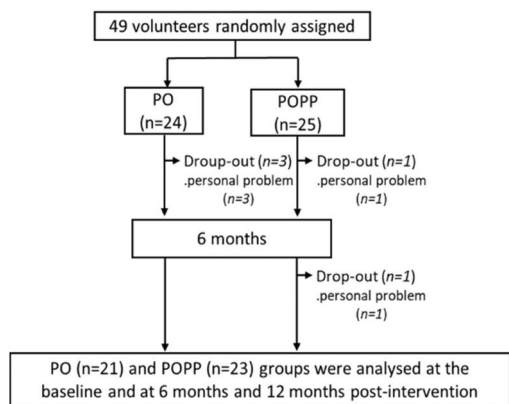 49 volunteers randomly assigned
PO
(n=24)
POPP
(n=25)
Droup-out (n=3)
.personal problem
(n=3)
Drop-out (n=1)
.personal problem
(n=1)
6 months
Drop-out (n=1)
.personal problem
(n=1)
PO (n=21) and POPP (n=23) groups were analysed at the
baseline and at 6 months and 12 months post-intervention